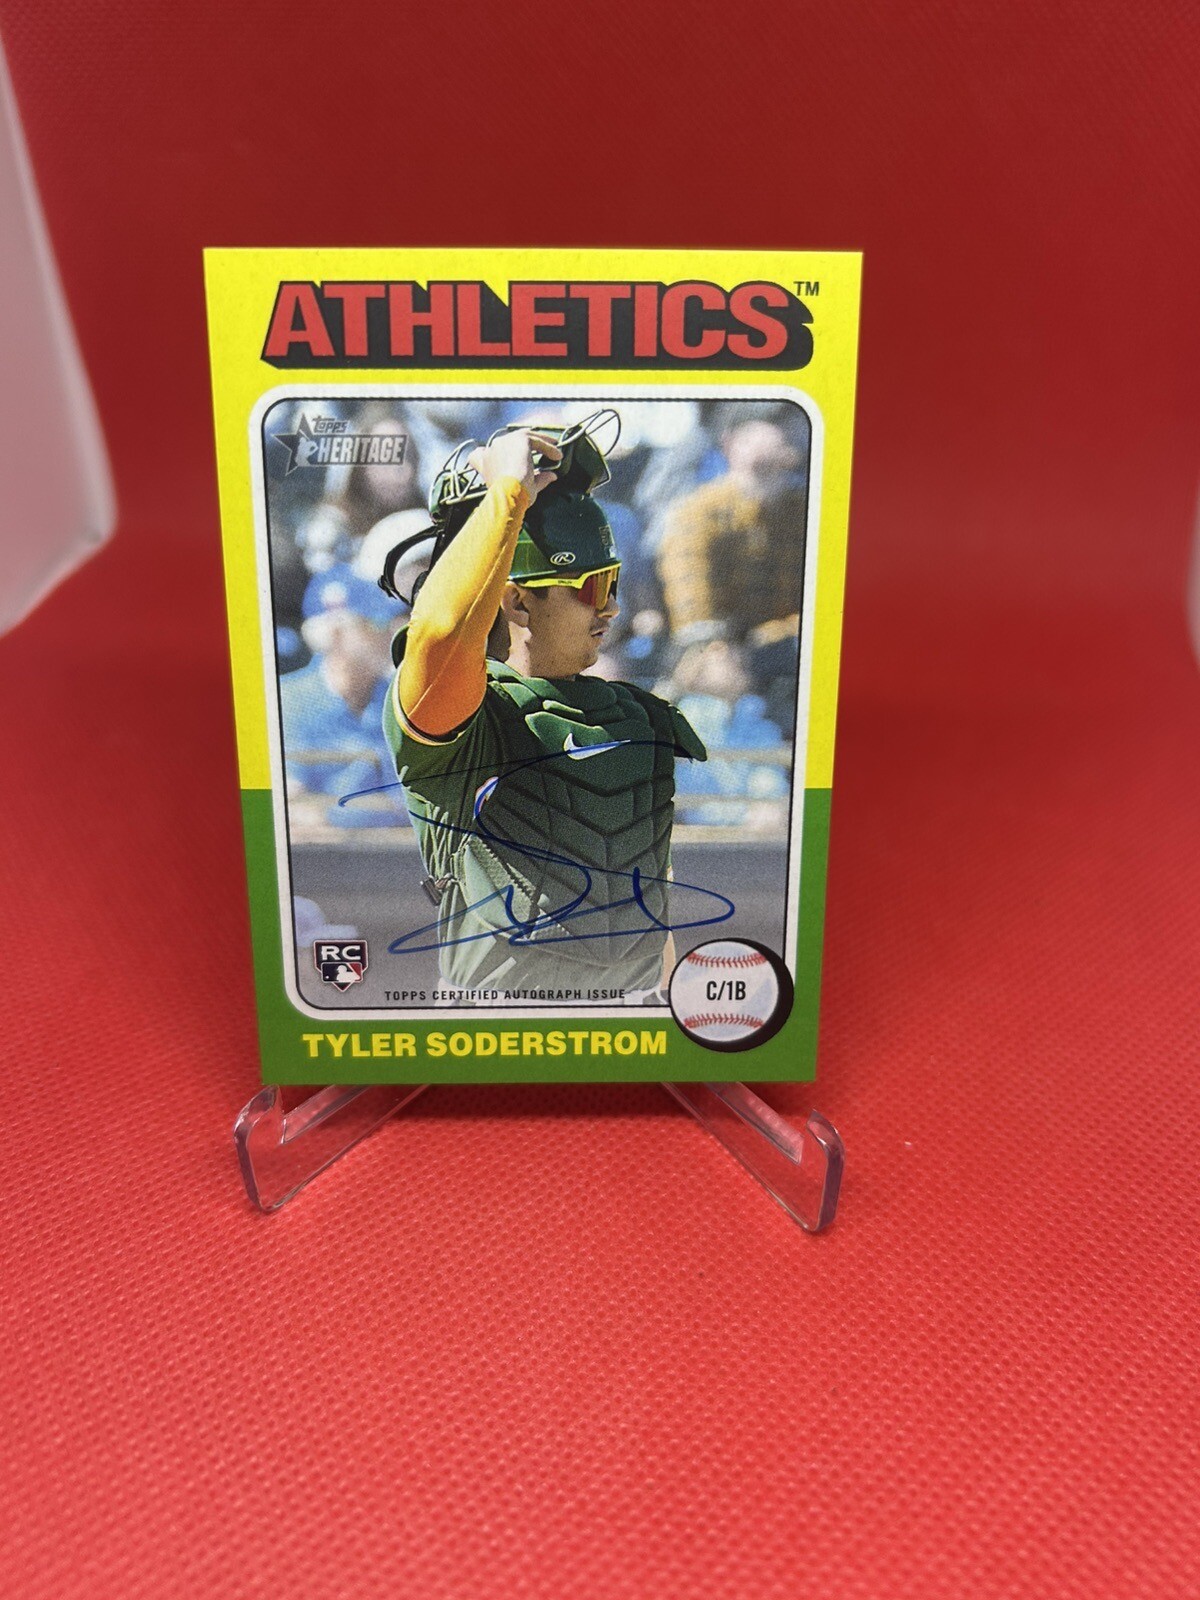 ATHLETICS™
topps
HERITAGE
RC
TOPPS CERTIFIED AUTOGRAPH ISSUE
C/1B
TYLER SODERSTROM